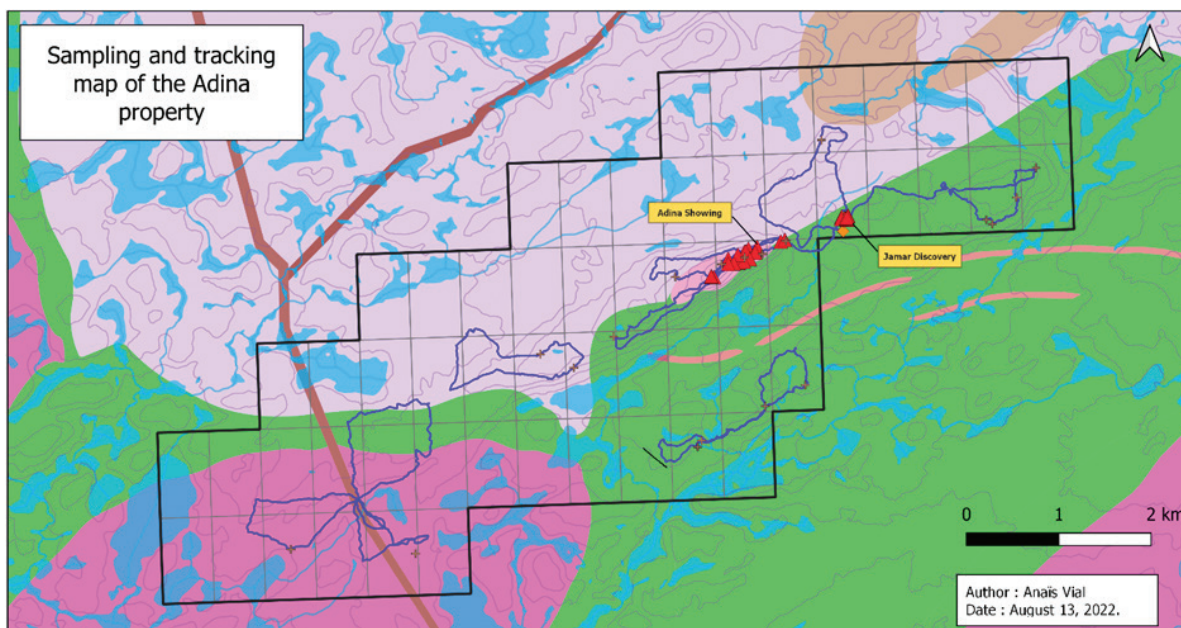 Sampling and tracking
map of the Adina
property
Adina Showing
Jamar Discovery
0 1 2 km
Author : Anaïs Vial
Date : August 13, 2022.